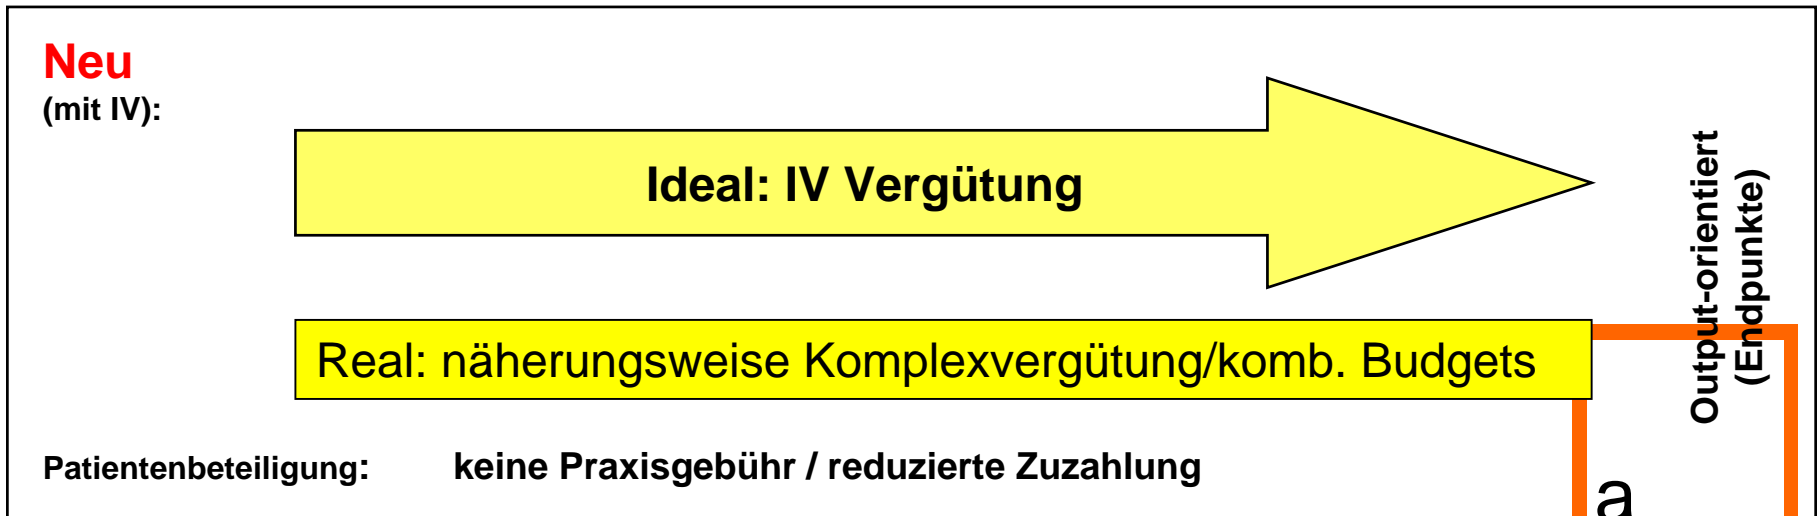 Neu
(mit IV):
Ideal: IV Vergütung
Output-orientiert
(Endpunkte)
Real: näherungsweise Komplexvergütung/komb. Budgets
Patientenbeteiligung: keine Praxisgebühr / reduzierte Zuzahlung
a